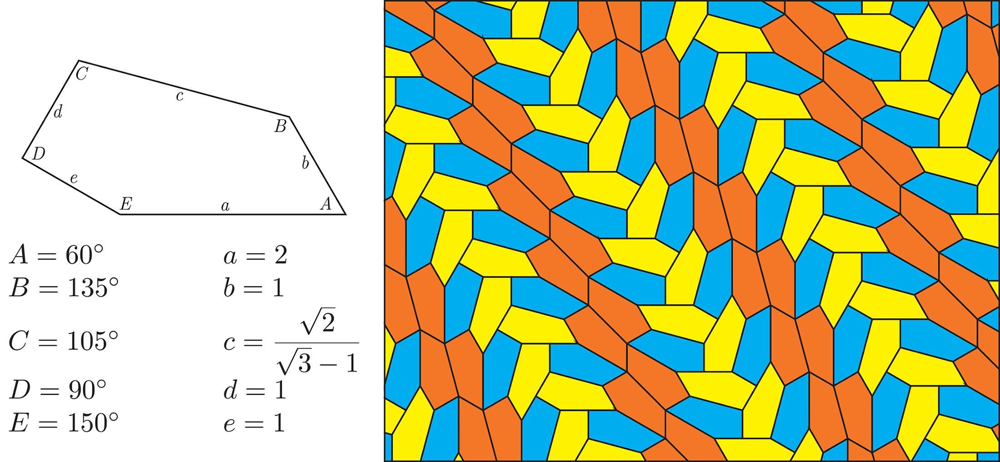 C
c
d
B
D
b
e
E
a
A
A = 60°
a = 2
B = 135°
b = 1
C = 105°
c = √2 / (√3 − 1)
D = 90°
d = 1
E = 150°
e = 1